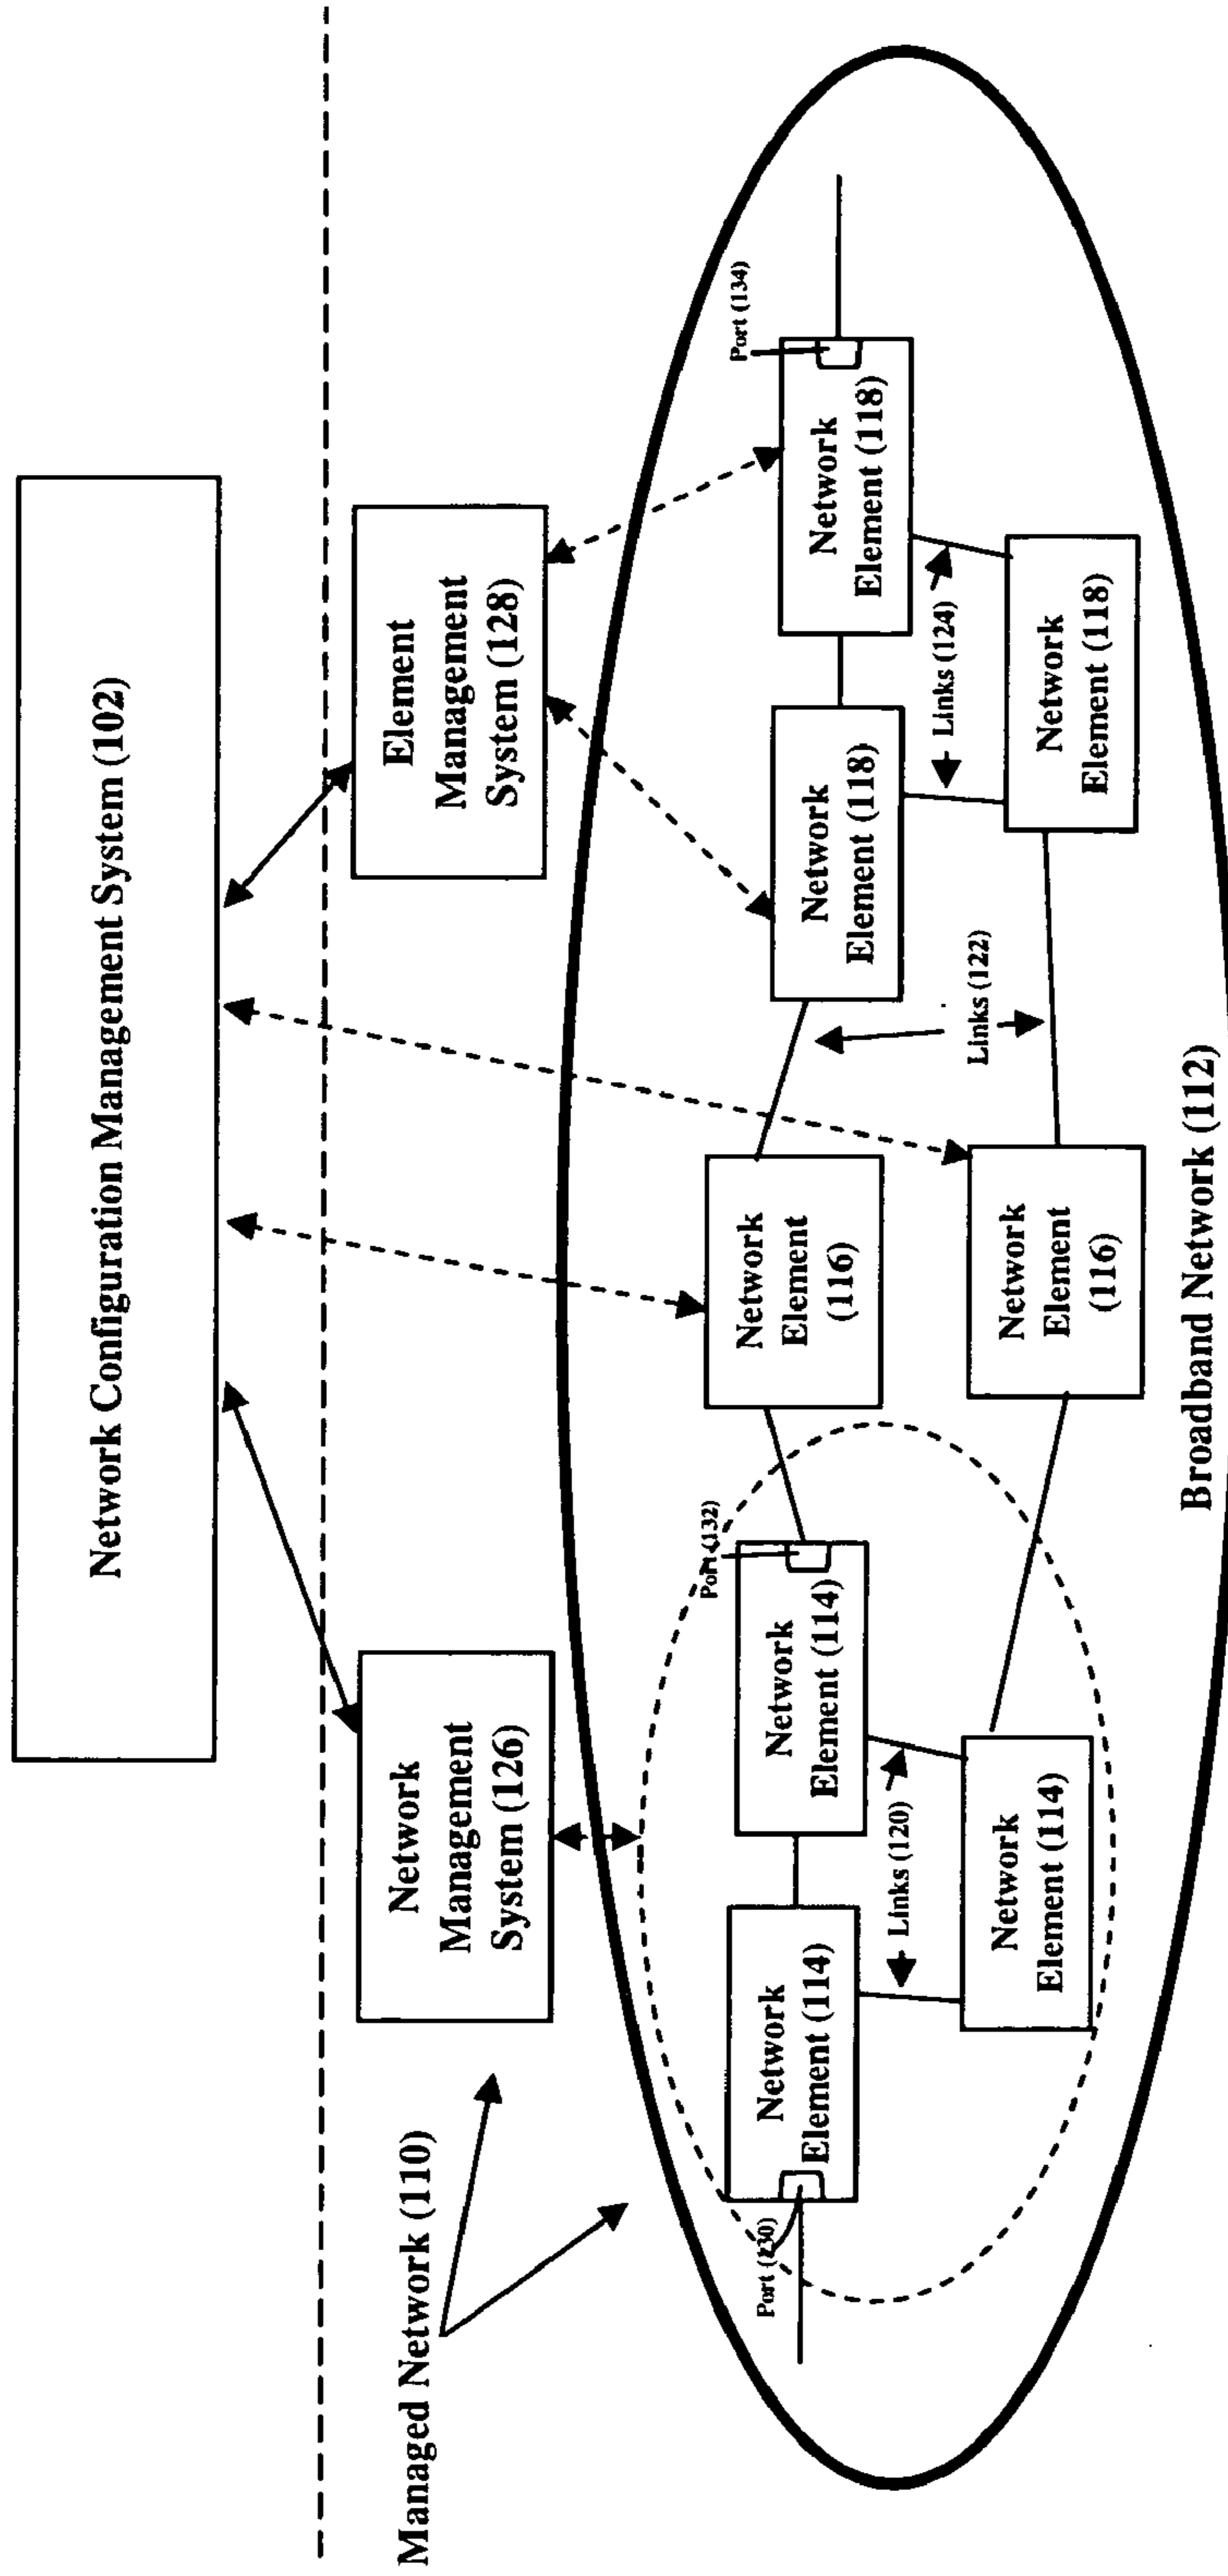 Network Configuration Management System (102)
Managed Network (110)
Network
Management
System (126)
Element
Management
System (128)
Port (130)
Network
Element (114)
Port (132)
Network
Element (114)
Links (120)
Network
Element (114)
Network
Element
(116)
Network
Element
(116)
Links (122)
Network
Element (118)
Port (134)
Network
Element (118)
Links (124)
Network
Element (118)
Broadband Network (112)